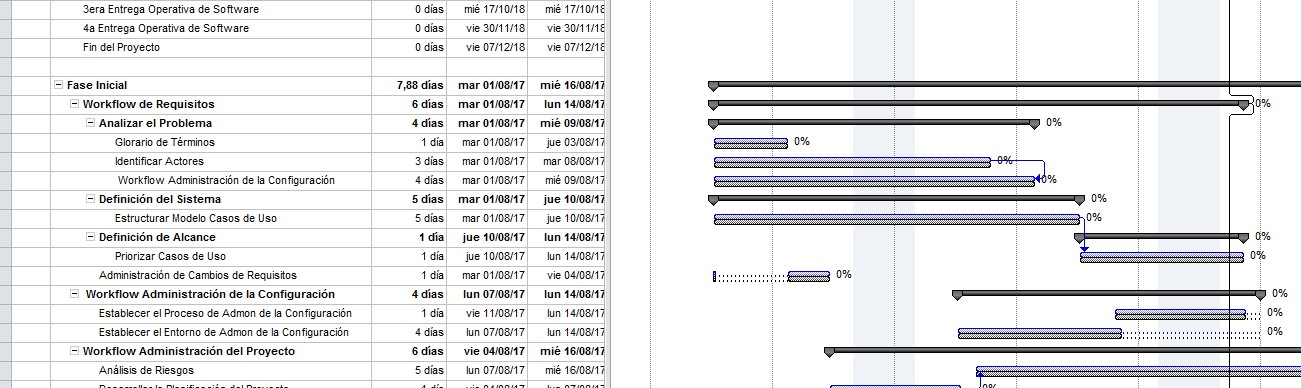 3era Entrega Operativa de Software 0 días mié 17/10/18 mié 17/10/18
4a Entrega Operativa de Software 0 días vie 30/11/18 vie 30/11/18
Fin del Proyecto 0 días vie 07/12/18 vie 07/12/18
Fase Inicial 7,88 días mar 01/08/17 mié 16/08/17
Workflow de Requisitos 6 días mar 01/08/17 lun 14/08/17 0%
Analizar el Problema 4 días mar 01/08/17 mié 09/08/17 0%
Glorario de Términos 1 día mar 01/08/17 jue 03/08/17 0%
Identificar Actores 3 días mar 01/08/17 mar 08/08/17 0%
Workflow Administración de la Configuración 4 días mar 01/08/17 mié 09/08/17 0%
Definición del Sistema 5 días mar 01/08/17 jue 10/08/17 0%
Estructurar Modelo Casos de Uso 5 días mar 01/08/17 jue 10/08/17 0%
Definición de Alcance 1 día jue 10/08/17 lun 14/08/17 0%
Priorizar Casos de Uso 1 día jue 10/08/17 lun 14/08/17 0%
Administración de Cambios de Requisitos 1 día mar 01/08/17 vie 04/08/17 0%
Workflow Administración de la Configuración 4 días lun 07/08/17 lun 14/08/17 0%
Establecer el Proceso de Admon de la Configuración 1 día vie 11/08/17 lun 14/08/17 0%
Establecer el Entorno de Admon de la Configuración 4 días lun 07/08/17 lun 14/08/17 0%
Workflow Administración del Proyecto 6 días vie 04/08/17 mié 16/08/17
Análisis de Riesgos 5 días lun 07/08/17 mié 16/08/17
0%